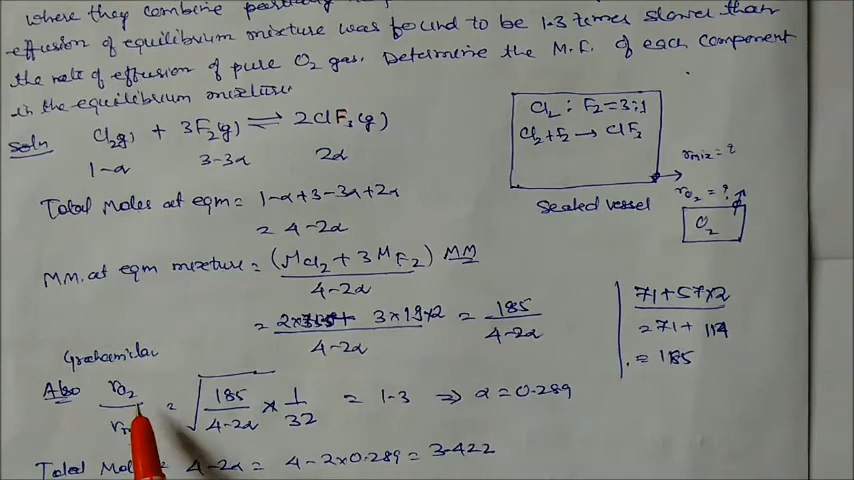 where they combine
effusion of equilibrium mixture was found to be 1.3 times slower than
the rate of effusion of pure O2 gas. Determine the M.F. of each component
in the equilibrium mixture.
Soln Cl2(g) + 3F2(g) ⇌ 2ClF3(g)
1-α 3-3α 2α
Total Moles at eqm = 1-α+3-3α+2α
= 4-2α
Cl2 : F2 = 3:1
Cl2+F2 → ClF3
rmix = ?
rO2 = ?
O2
Sealed vessel
MM. at eqm mixture = (MCl2 + 3MF2) MM
4-2α
= 3×19×2 = 185
4-2α 4-2α
71+57×2
= 71+ 114
= 185
Also rO2 = √185/4-2α × 1/32 = 1.3 ⇒ α = 0.289
Total Mol = 4-2α = 4-2×0.289 = 3.422